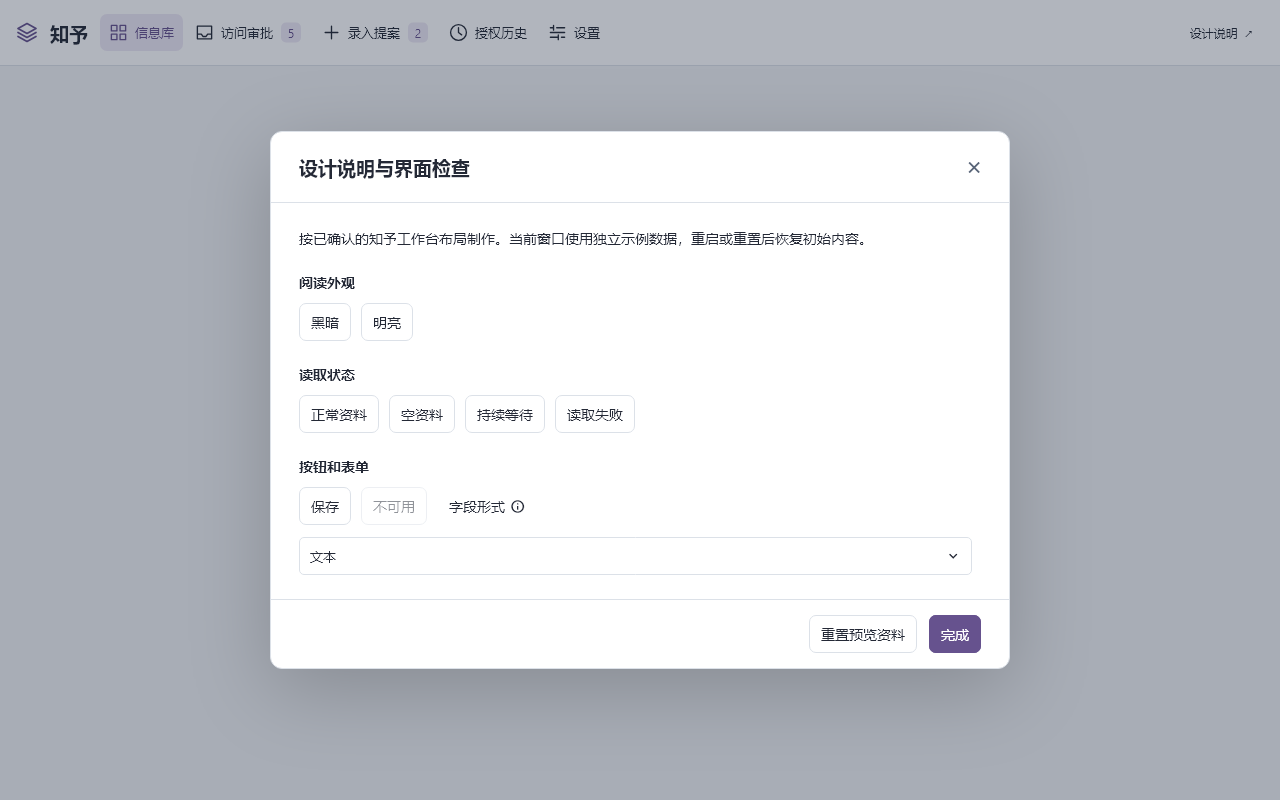 知予 信息库 访问审批 5 录入提案 2 授权历史 设置 设计说明 ↗
设计说明与界面检查
按已确认的知予工作台布局制作。当前窗口使用独立示例数据，重启或重置后恢复初始内容。
阅读外观
黑暗 明亮
读取状态
正常资料 空资料 持续等待 读取失败
按钮和表单
保存 不可用 字段形式
文本
重置预览资料 完成